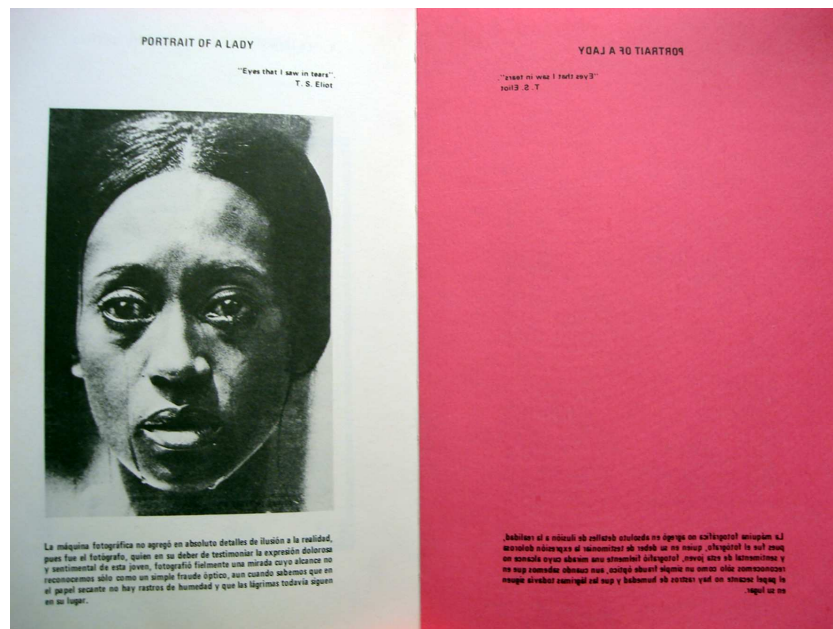 PORTRAIT OF A LADY
"Eyes that I saw in tears".
T. S. Eliot
La máquina fotográfica no agregó en absoluto detalles de ilusión a la realidad,
pues fue el fotógrafo, quien en su deber de testimoniar la expresión dolorosa
y sentimental de esta joven, fotografió fielmente una mirada cuyo alcance no
reconocemos sólo como un simple fraude óptico, aun cuando sabemos que en
el papel secante no hay rastros de humedad y que las lágrimas todavía siguen
en su lugar.
PORTRAIT OF A LADY
"Eyes that I saw in tears".
T. S. Eliot
La máquina fotográfica no agregó en absoluto detalles de ilusión a la realidad,
pues fue el fotógrafo, quien en su deber de testimoniar la expresión dolorosa
y sentimental de esta joven, fotografió fielmente una mirada cuyo alcance no
reconocemos sólo como un simple fraude óptico, aun cuando sabemos que en
el papel secante no hay rastros de humedad y que las lágrimas todavía siguen
en su lugar.